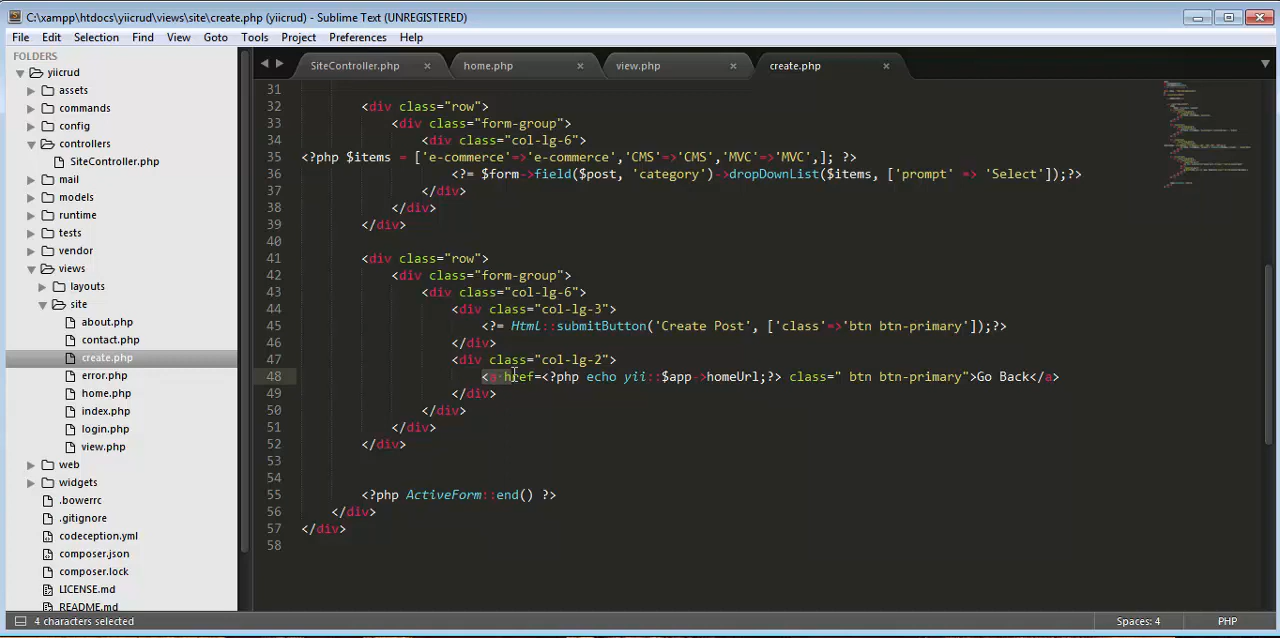 C:\xampp\htdocs\yiicrud\views\site\create.php (yiicrud) - Sublime Text (UNREGISTERED)
File Edit Selection Find View Goto Tools Project Preferences Help
FOLDERS
yiicrud
assets
commands
config
controllers
SiteController.php
mail
models
runtime
tests
vendor
views
layouts
site
about.php
contact.php
create.php
error.php
home.php
index.php
login.php
view.php
web
widgets
.bowerrc
.gitignore
codeception.yml
composer.json
composer.lock
LICENSE.md
README.md
SiteController.php × home.php × view.php × create.php ×
31
32 <div class="row">
33 <div class="form-group">
34 <div class="col-lg-6">
35 <?php $items = ['e-commerce'=>'e-commerce','CMS'=>'CMS','MVC'=>'MVC',]; ?>
36 <?= $form->field($post, 'category')->dropDownList($items, ['prompt' => 'Select']);?>
37 </div>
38 </div>
39 </div>
40
41 <div class="row">
42 <div class="form-group">
43 <div class="col-lg-6">
44 <div class="col-lg-3">
45 <?= Html::submitButton('Create Post', ['class'=>'btn btn-primary']);?>
46 </div>
47 <div class="col-lg-2">
48 <a href=<?php echo yii::$app->homeUrl;?> class=" btn btn-primary">Go Back</a>
49 </div>
50 </div>
51 </div>
52 </div>
53
54
55 <?php ActiveForm::end() ?>
56 </div>
57 </div>
58
4 characters selected
Spaces: 4
PHP